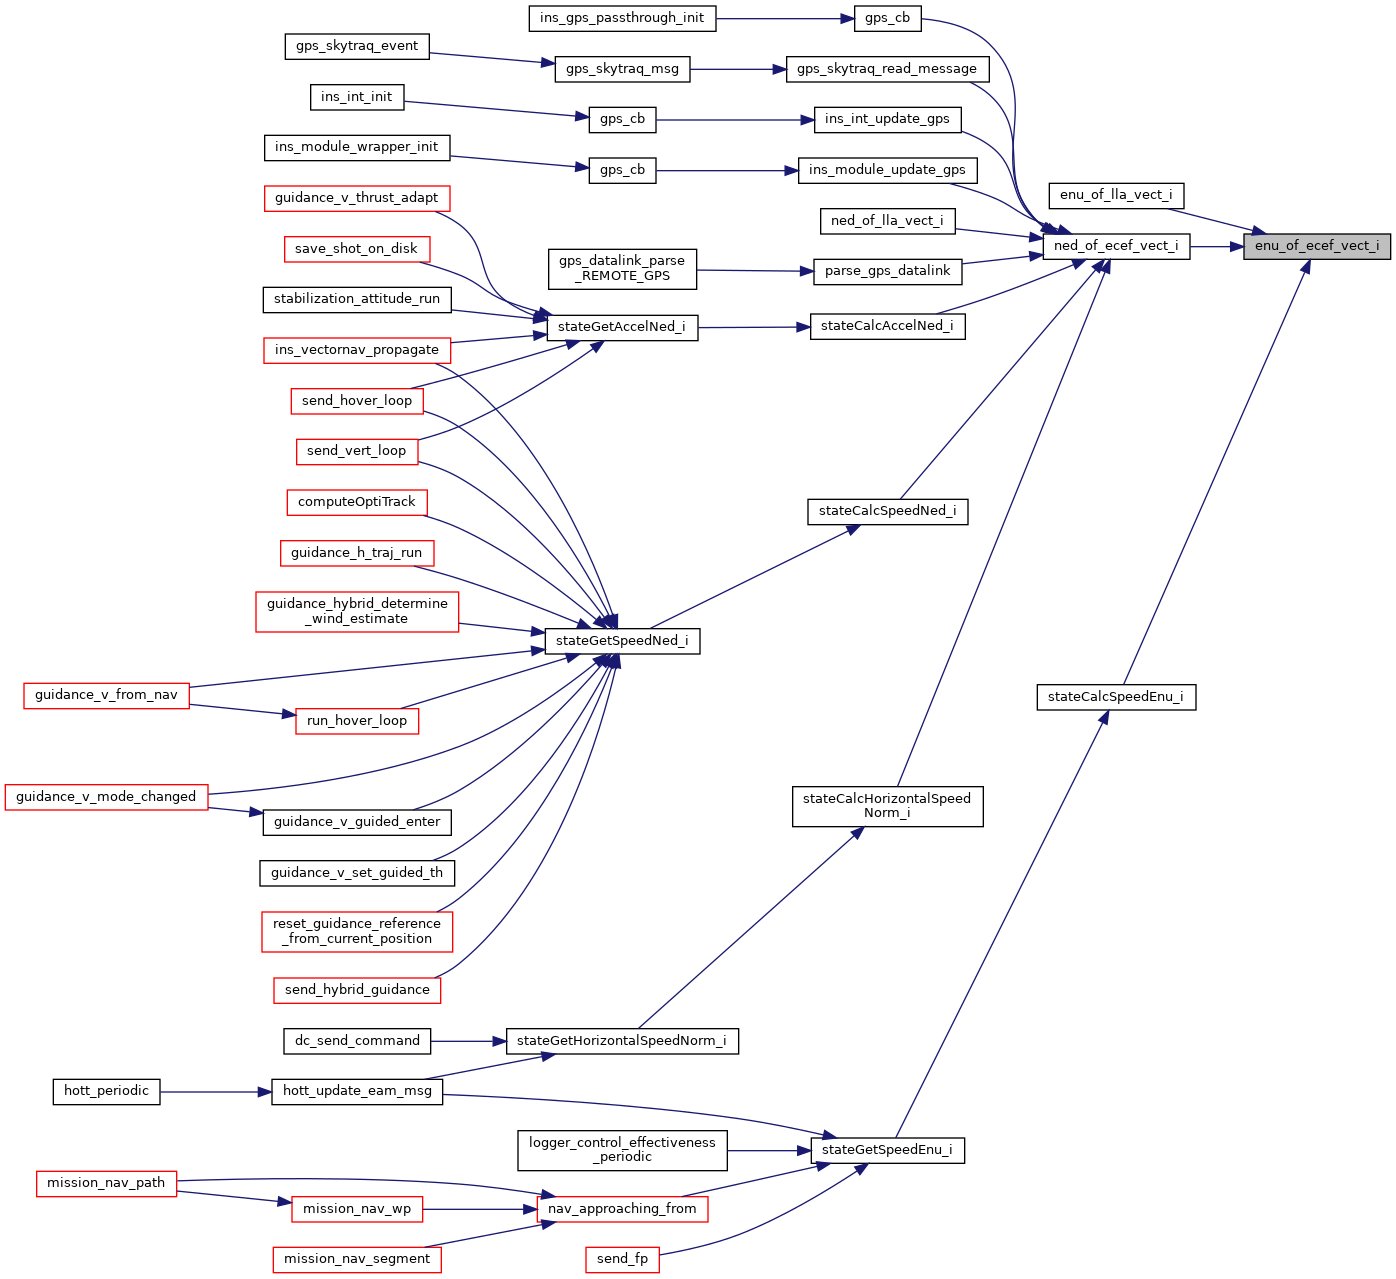 ins_gps_passthrough_init
gps_cb
gps_skytraq_event
gps_skytraq_msg
gps_skytraq_read_message
ins_int_init
gps_cb
ins_int_update_gps
ins_module_wrapper_init
gps_cb
ins_module_update_gps
guidance_v_thrust_adapt
enu_of_lla_vect_i
ned_of_lla_vect_i
save_shot_on_disk
ned_of_ecef_vect_i
enu_of_ecef_vect_i
gps_datalink_parse
_REMOTE_GPS
parse_gps_datalink
stabilization_attitude_run
stateGetAccelNed_i
stateCalcAccelNed_i
ins_vectornav_propagate
send_hover_loop
send_vert_loop
computeOptiTrack
stateCalcSpeedNed_i
guidance_h_traj_run
guidance_hybrid_determine
_wind_estimate
stateGetSpeedNed_i
guidance_v_from_nav
stateCalcSpeedEnu_i
run_hover_loop
guidance_v_mode_changed
stateCalcHorizontalSpeed
Norm_i
guidance_v_guided_enter
guidance_v_set_guided_th
reset_guidance_reference
_from_current_position
send_hybrid_guidance
dc_send_command
stateGetHorizontalSpeedNorm_i
hott_periodic
hott_update_eam_msg
logger_control_effectiveness
_periodic
stateGetSpeedEnu_i
mission_nav_path
mission_nav_wp
nav_approaching_from
mission_nav_segment
send_fp